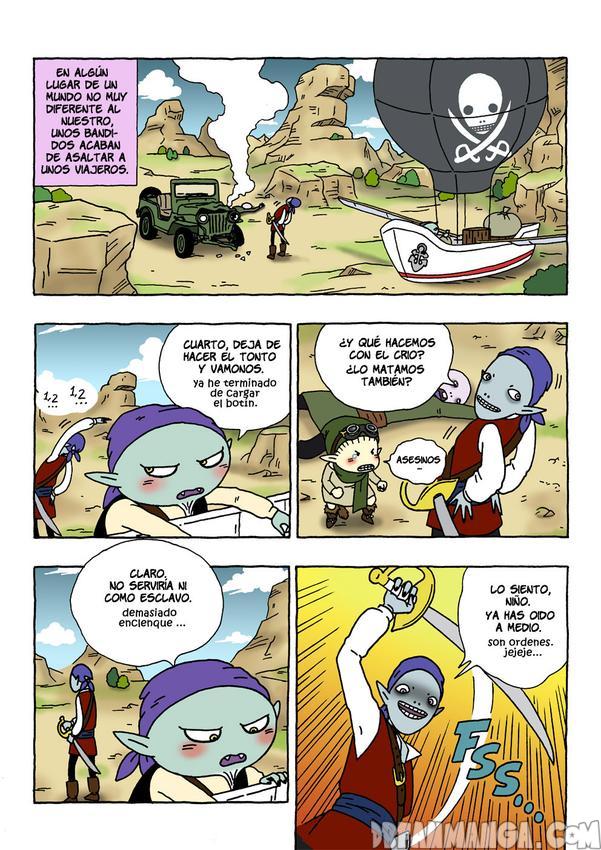 EN ALGÚN
LUGAR DE UN
MUNDO NO MUY
DIFERENTE AL
NUESTRO,
UNOS BANDI-
DOS ACABAN
DE ASALTAR A
UNOS VIAJEROS.
1,2
...
1,2
...
CUARTO, DEJA DE
HACER EL TONTO
Y VAMONOS.
ya he terminado
de cargar
el botín.
¿Y QUÉ HACEMOS
CON EL CRIO?
¿LO MATAMOS
TAMBIÉN?
ASESINOS
...
CLARO.
NO SERVIRÍA NI
COMO ESCLAVO.
demasiado
enclenque ...
LO SIENTO,
NIÑO.
YA HAS OIDO
A MEDIO.
son ordenes.
jejeje...
FSS...
DREAMMANGA.COM